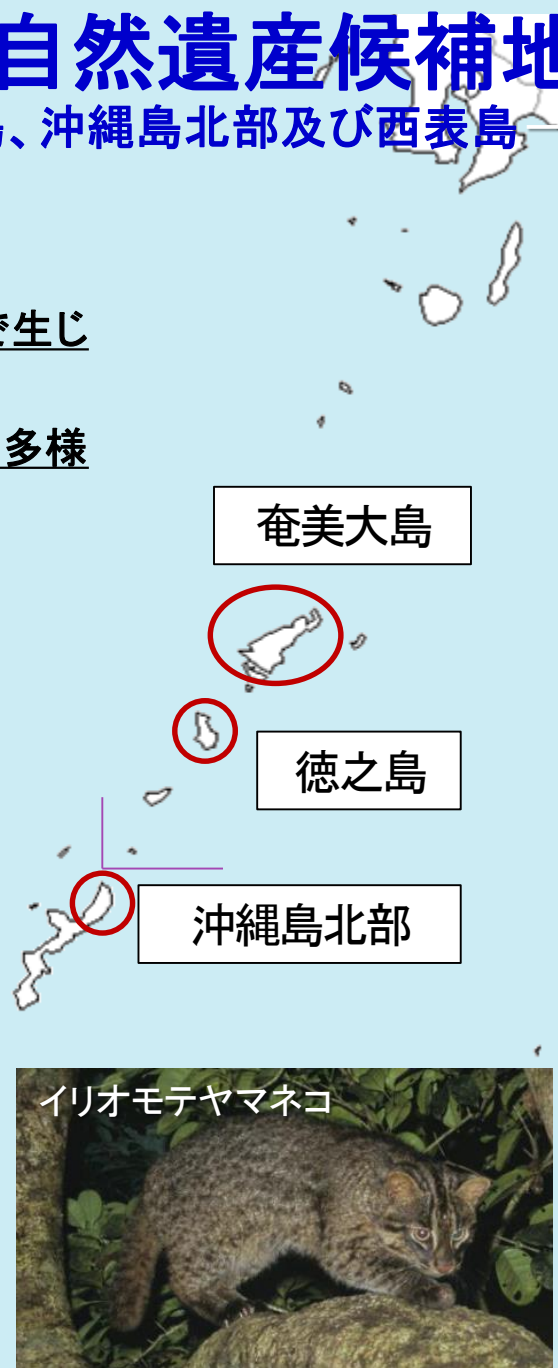 自然遺産候補地
、沖縄島北部及び西表島
生じ
多様
奄美大島
徳之島
沖縄島北部
イリオモテヤマネコ